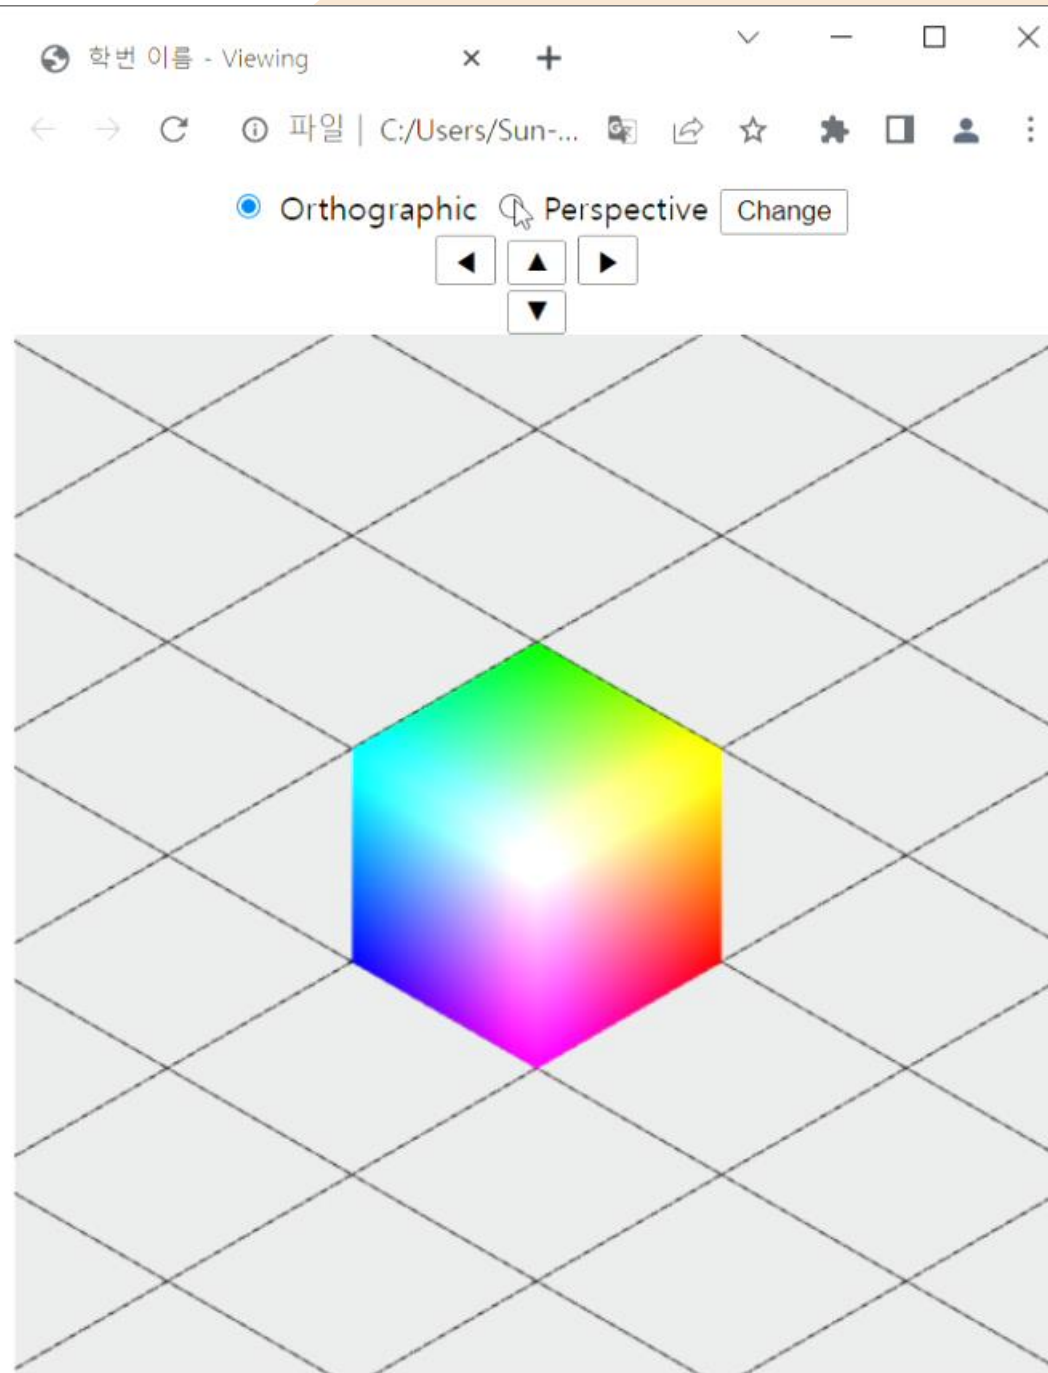 학번 이름 - Viewing
파일 | C:/Users/Sun-...
Orthographic Perspective Change
◀ ▲ ▶
▼